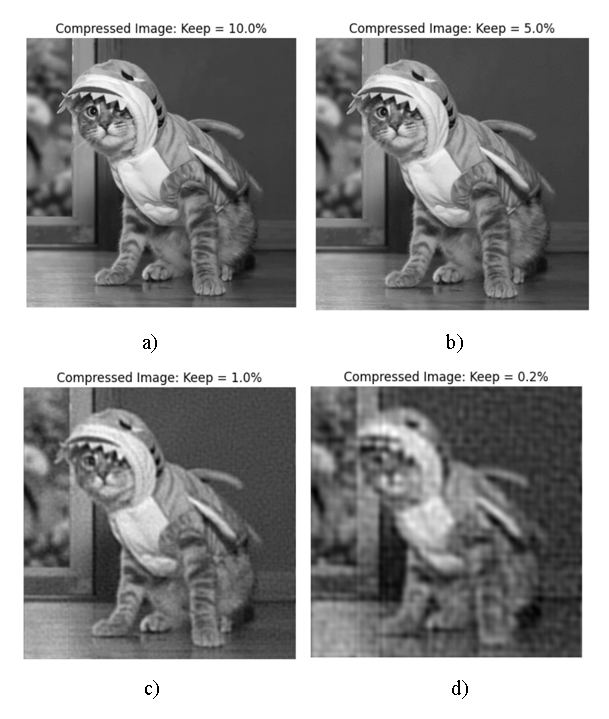 Compressed Image: Keep = 10.0%
Compressed Image: Keep = 5.0%
a)
b)
Compressed Image: Keep = 1.0%
Compressed Image: Keep = 0.2%
c)
d)